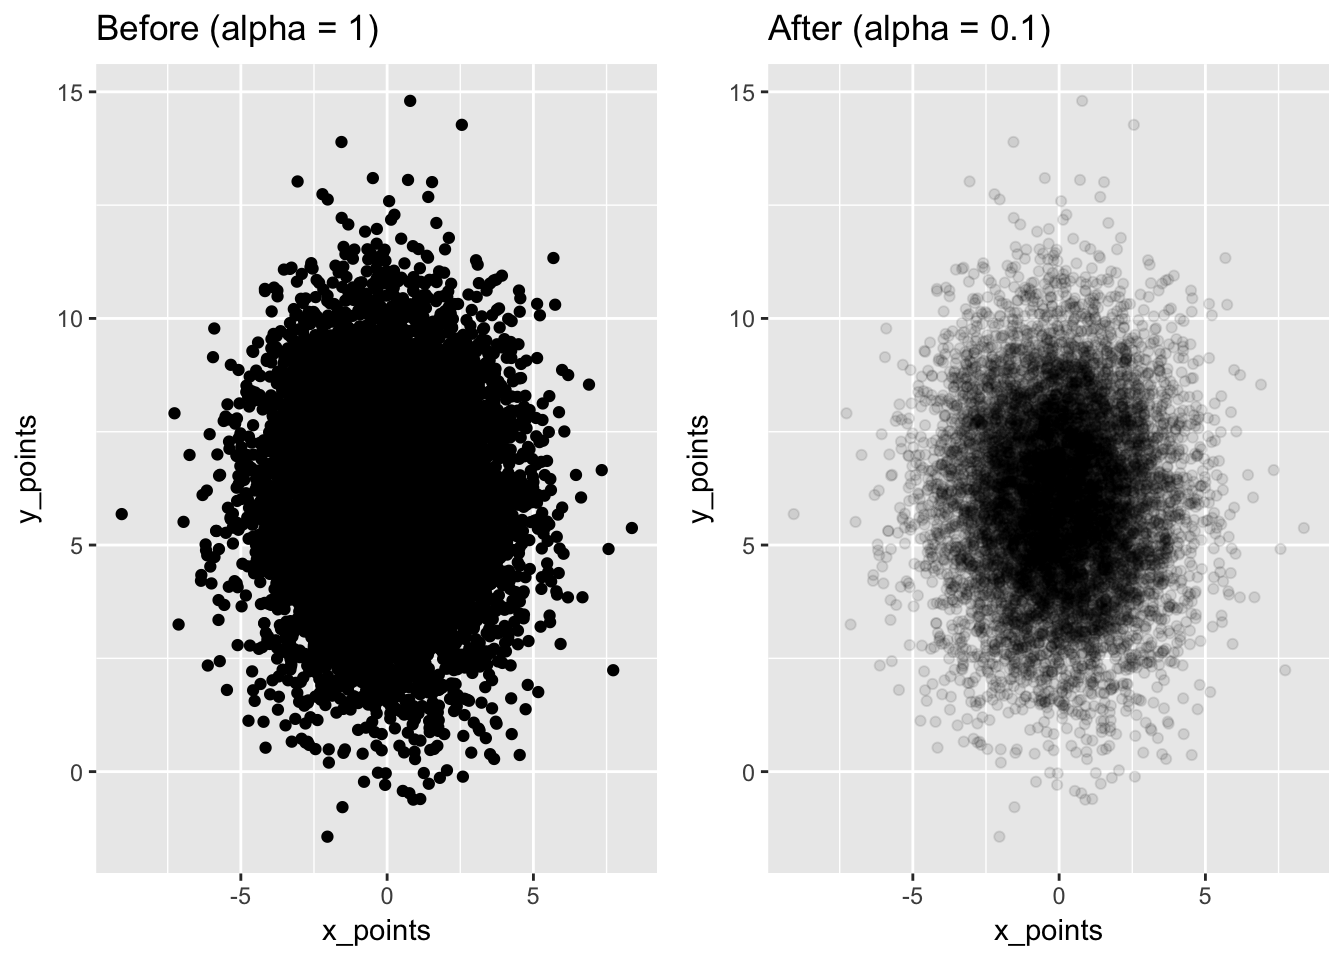 Before (alpha = 1)
15
10
5
0
y_points
-5 0 5
x_points
After (alpha = 0.1)
15
10
5
0
y_points
-5 0 5
x_points